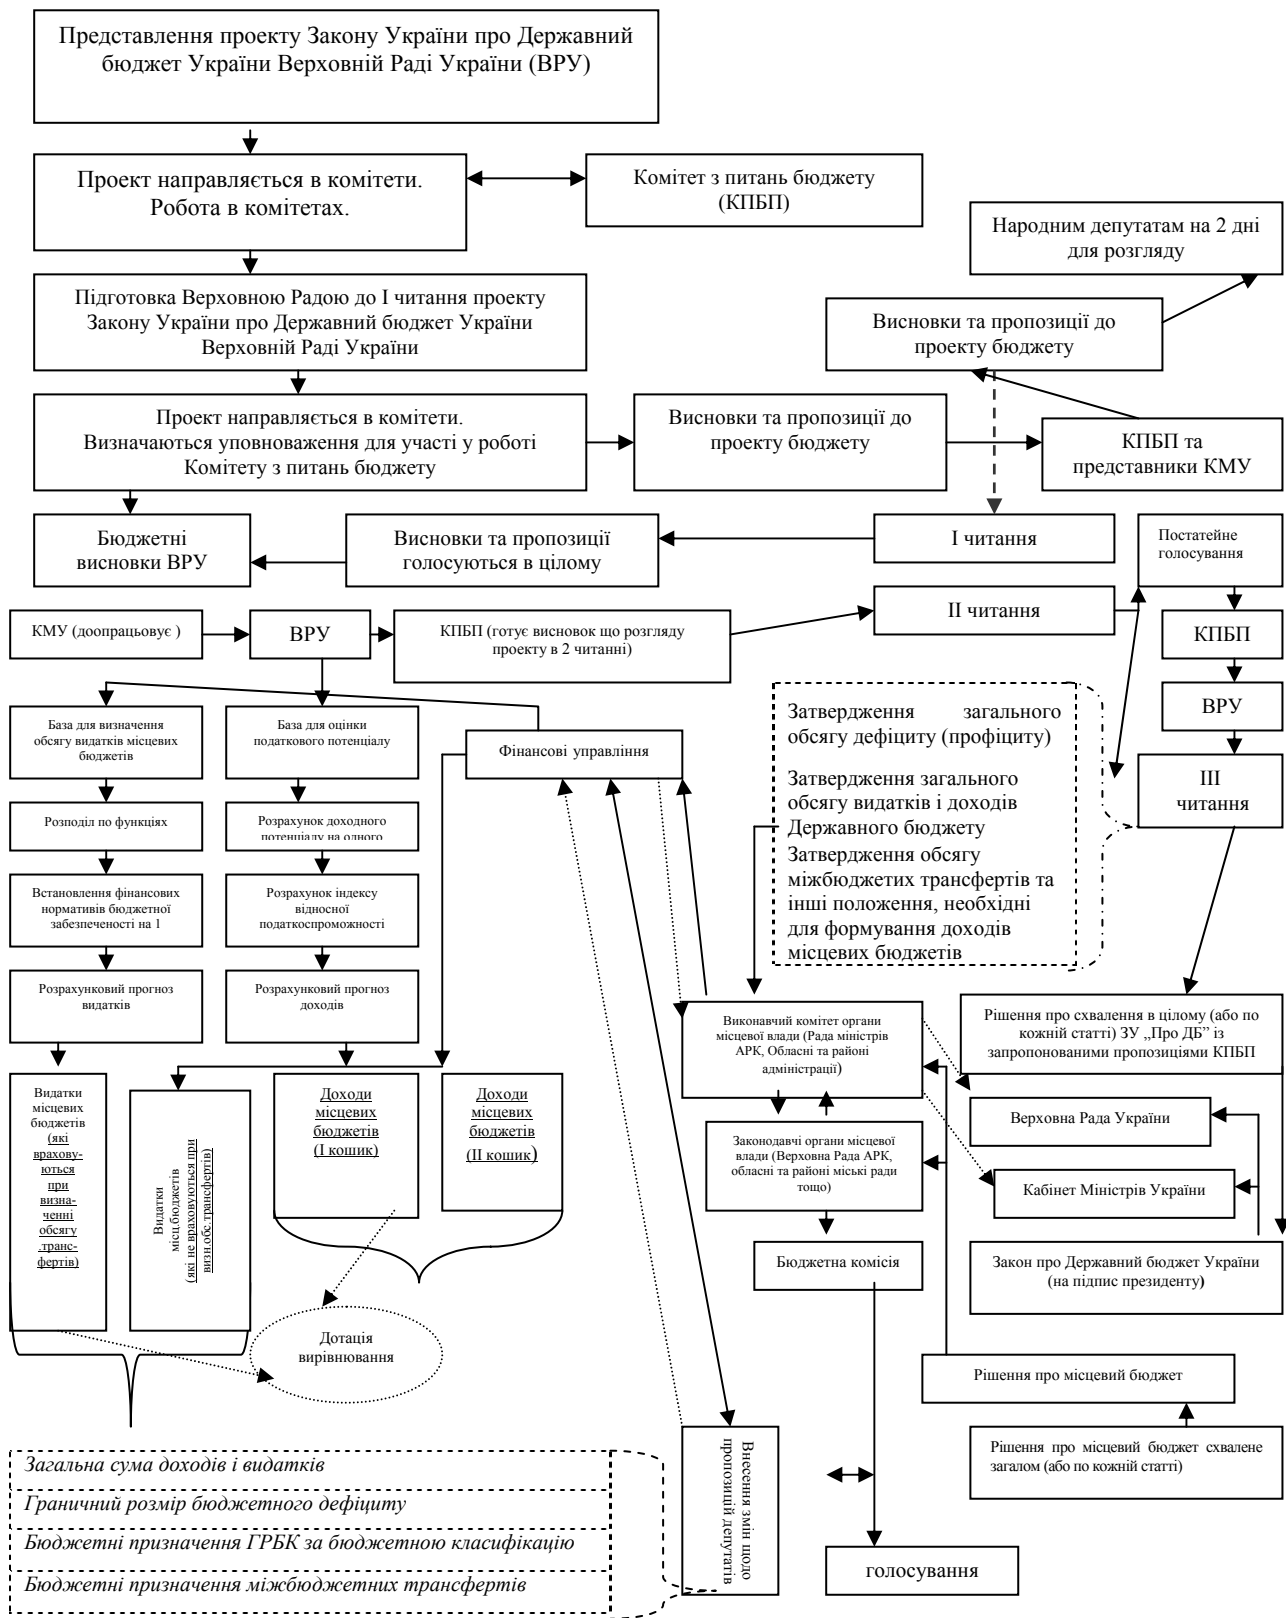 Представлення проекту Закону України про Державний
бюджет України Верховній Раді України (ВРУ)
Проект направляється в комітети.
Робота в комітетах.
Комітет з питань бюджету
(КПБП)
Народним депутатам на 2 дні
для розгляду
Підготовка Верховною Радою до І читання проекту
Закону України про Державний бюджет України
Верховній Раді України
Висновки та пропозиції до
проекту бюджету
Проект направляється в комітети.
Визначаються уповноваження для участі у роботі
Комітету з питань бюджету
Висновки та пропозиції до
проекту бюджету
КПБП та
представники КМУ
Бюджетні
висновки ВРУ
Висновки та пропозиції
голосуються в цілому
І читання
Постатейне
голосування
КМУ (доопрацьовує )
ВРУ
КПБП (готує висновок що розгляду
проекту в 2 читанні)
ІІ читання
КПБП
ВРУ
ІІІ
читання
База для визначення
обсягу видатків місцевих
бюджетів
База для оцінки
податкового потенціалу
Фінансові управління
Затвердження загального
обсягу дефіциту (профіциту)
Затвердження загального
обсягу видатків і доходів
Державного бюджету
Затвердження обсягу
міжбюджетих трансфертів та
інші положення, необхідні
для формування доходів
місцевих бюджетів
Розподіл по функціях
Розрахунок доходного
потенціалу на одного
Встановлення фінансових
нормативів бюджетної
забезпеченості на 1
Розрахунок індексу
відносної
податкоспроможності
Розрахунковий прогноз
видатків
Розрахунковий прогноз
доходів
Виконавчий комітет органи
місцевої влади (Рада міністрів
АРК, Обласні та районі
адміністрації)
Рішення про схвалення в цілому (або по
кожній статті) ЗУ „Про ДБ” із
запропонованими пропозиціями КПБП
Видатки
місцевих
бюджетів
(які
враховую-
ються
при
визна-
ченні
обсягу
.транс-
фертів)
Видатки
місц.бюджетів
(які не враховуються при
визн.обс.трансфертів)
Доходи
місцевих
бюджетів
(І кошик)
Доходи
місцевих
бюджетів
(ІІ кошик)
Законодавчі органи місцевої
влади (Верховна Рада АРК,
обласні та районі міські ради
тощо)
Верховна Рада України
Кабінет Міністрів України
Бюджетна комісія
Закон про Державний бюджет України
(на підпис президенту)
Дотація
вирівнювання
Рішення про місцевий бюджет
Рішення про місцевий бюджет схвалене
загалом (або по кожній статті)
Загальна сума доходів і видатків
Граничний розмір бюджетного дефіциту
Бюджетні призначення ГРБК за бюджетною класифікацію
Бюджетні призначення міжбюджетних трансфертів
Внесення змін щодо
пропозицій депутатів
голосування